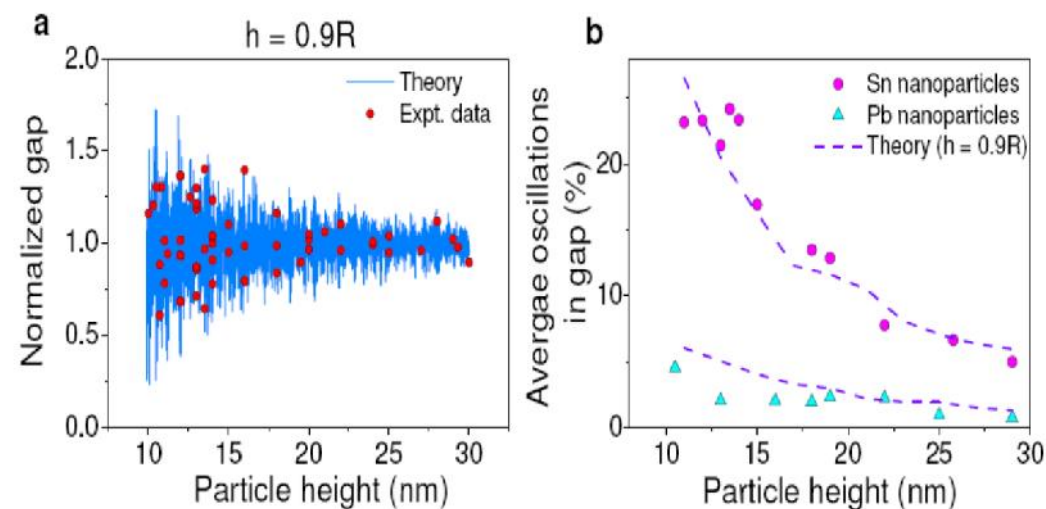 a
h = 0.9R
Normalized gap
2.0
1.5
1.0
0.5
0.0
Theory
Expt. data
10 15 20 25 30
Particle height (nm)
b
Avergae oscillations
in gap (%)
20
10
0
Sn nanoparticles
Pb nanoparticles
Theory (h = 0.9R)
10 15 20 25 30
Particle height (nm)